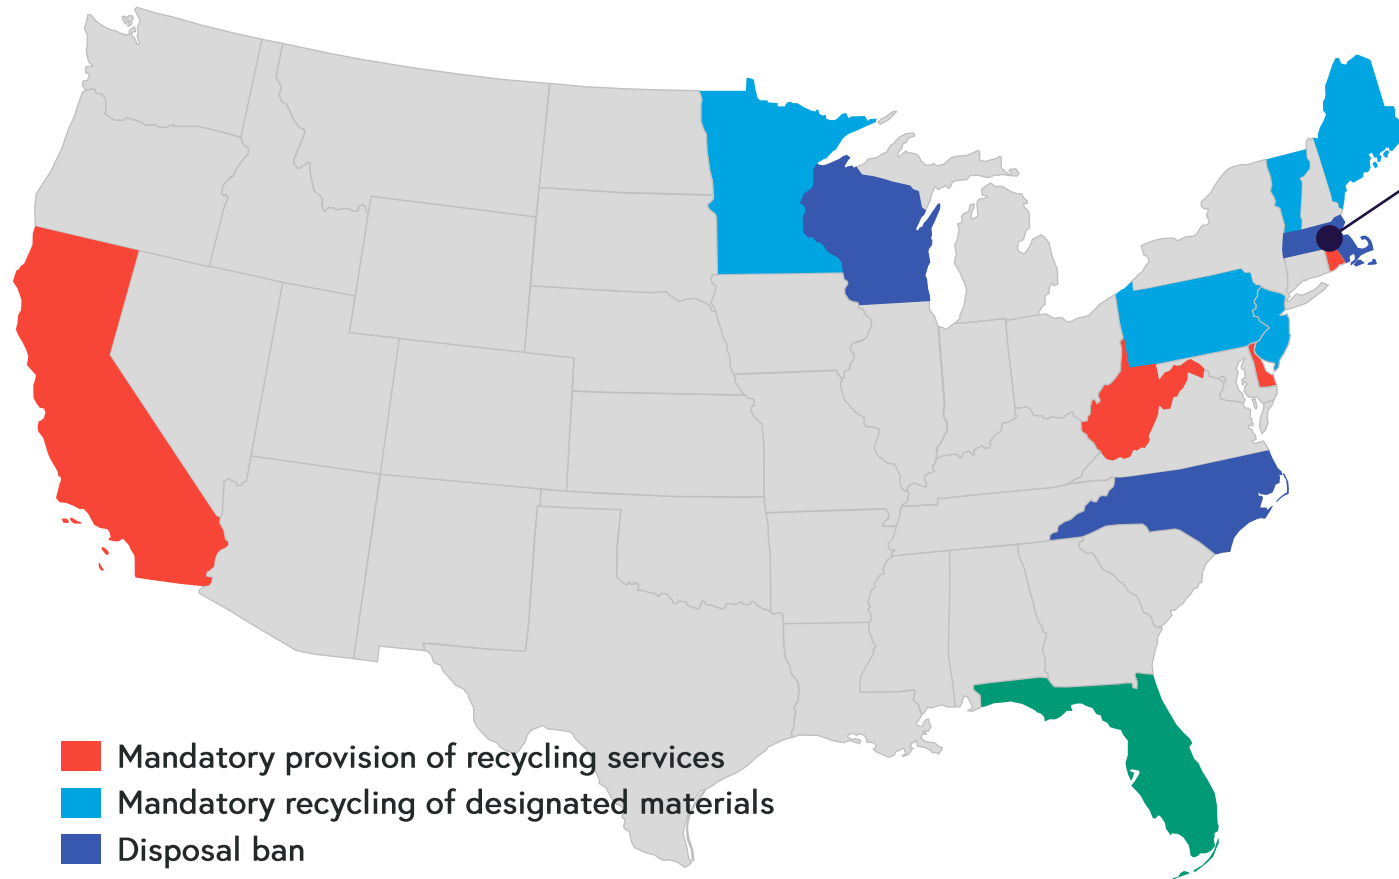 Mandatory provision of recycling services
Mandatory recycling of designated materials
Disposal ban